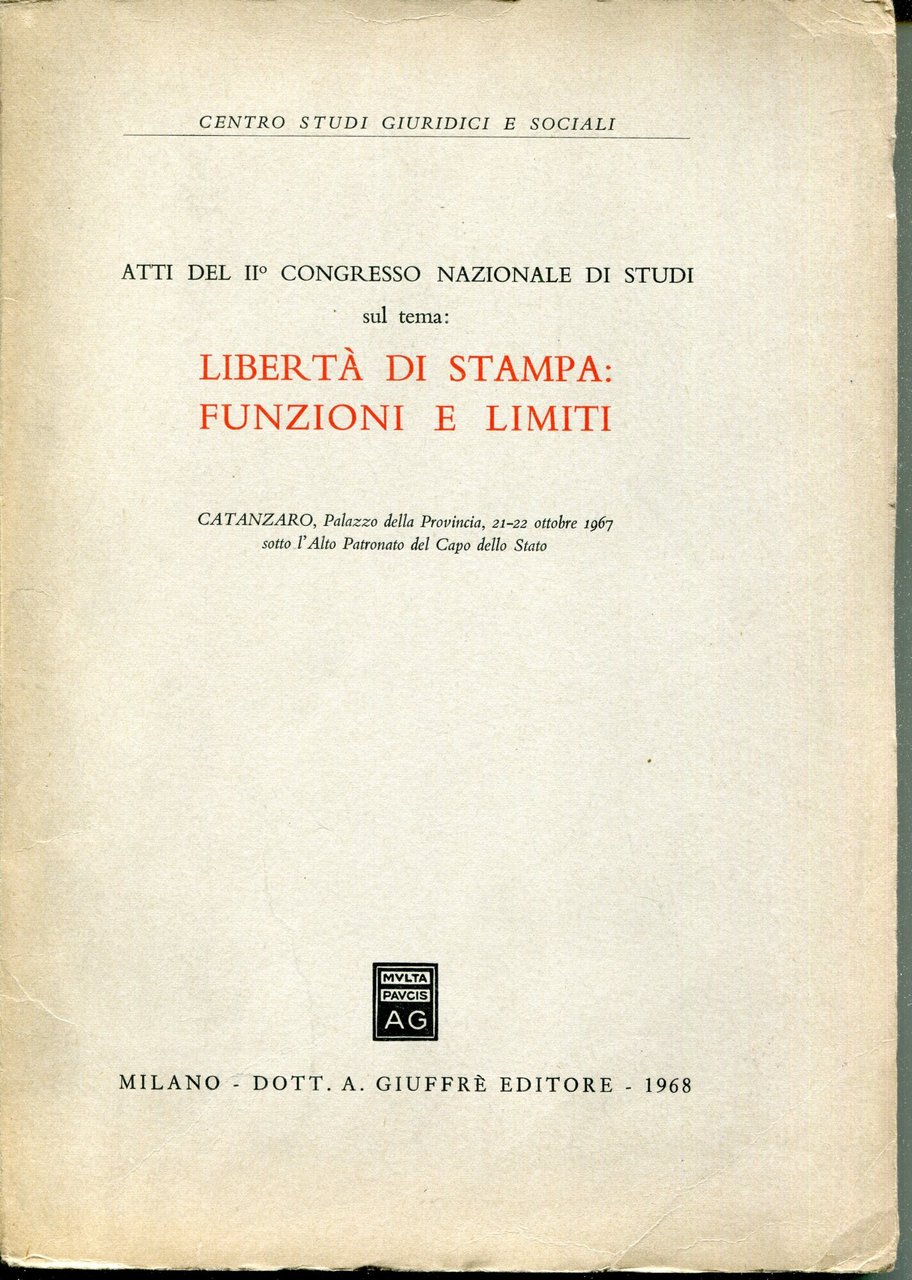 CENTRO STUDI GIURIDICI E SOCIALI
ATTI DEL IIº CONGRESSO NAZIONALE DI STUDI
sul tema:
LIBERTÀ DI STAMPA:
FUNZIONI E LIMITI
CATANZARO, Palazzo della Provincia, 21-22 ottobre 1967
sotto l'Alto Patronato del Capo dello Stato
MVLTA
PAVCIS
AG
MILANO - DOTT. A. GIUFFRÈ EDITORE - 1968